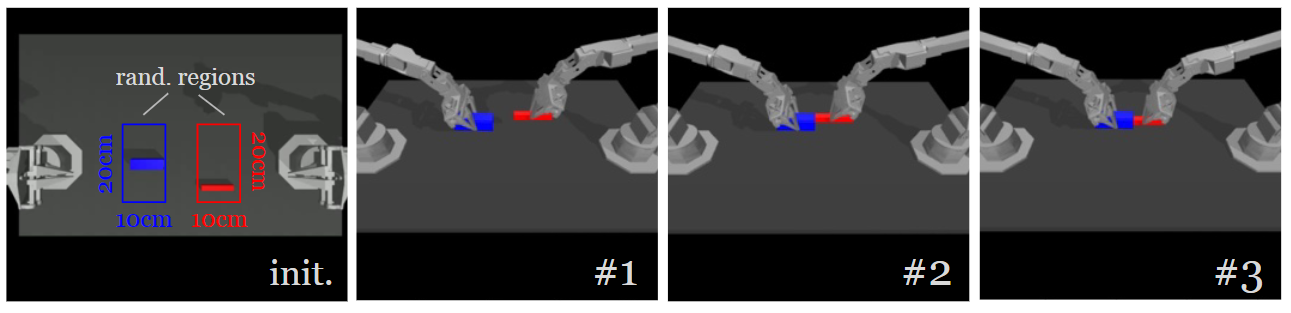 rand. regions
20cm
20cm
10cm
10cm
init.
#1
#2
#3